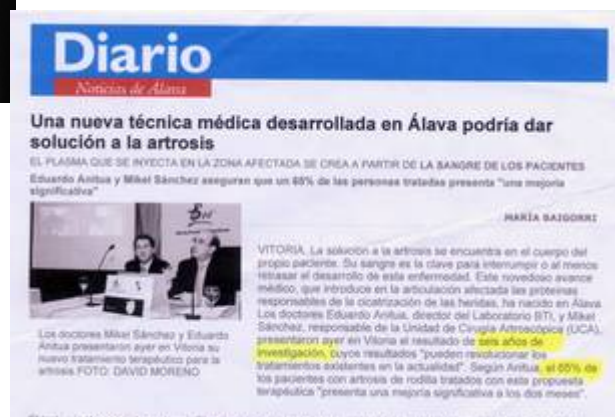 Diario
Noticias de Álava
Una nueva técnica médica desarrollada en Álava podría dar
solución a la artrosis
EL PLASMA QUE SE INYECTA EN LA ZONA AFECTADA SE CREA A PARTIR DE LA SANGRE DE LOS PACIENTES
Eduardo Anitua y Mikel Sánchez aseguran que un 65% de las personas tratadas presenta "una mejoría
significativa"
MARÍA BAIGORRI
VITORIA. La solución a la artrosis se encuentra en el cuerpo del
propio paciente. Su sangre es la clave para interrumpir o al menos
retrasar el desarrollo de esta enfermedad. Este novedoso avance
médico, que introduce en la articulación afectada las proteínas
responsables de la cicatrización de las heridas, ha nacido en Álava
Los doctores Eduardo Anitua, director del Laboratorio BTI, y Mikel
Sánchez, responsable de la Unidad de Cirugía Artroscópica (UCA),
presentaron ayer en Vitoria el resultado de seis años de
investigación, cuyos resultados "pueden revolucionar los
tratamientos existentes en la actualidad". Según Anitua, el 65% de
los pacientes con artrosis de rodilla tratados con esta propuesta
terapéutica "presenta una mejoría significativa a los dos meses".
Los doctores Mikel Sánchez y Eduardo
Anitua presentaron ayer en Vitoria su
nuevo tratamiento terapéutico para la
artrosis FOTO: DAVID MORENO